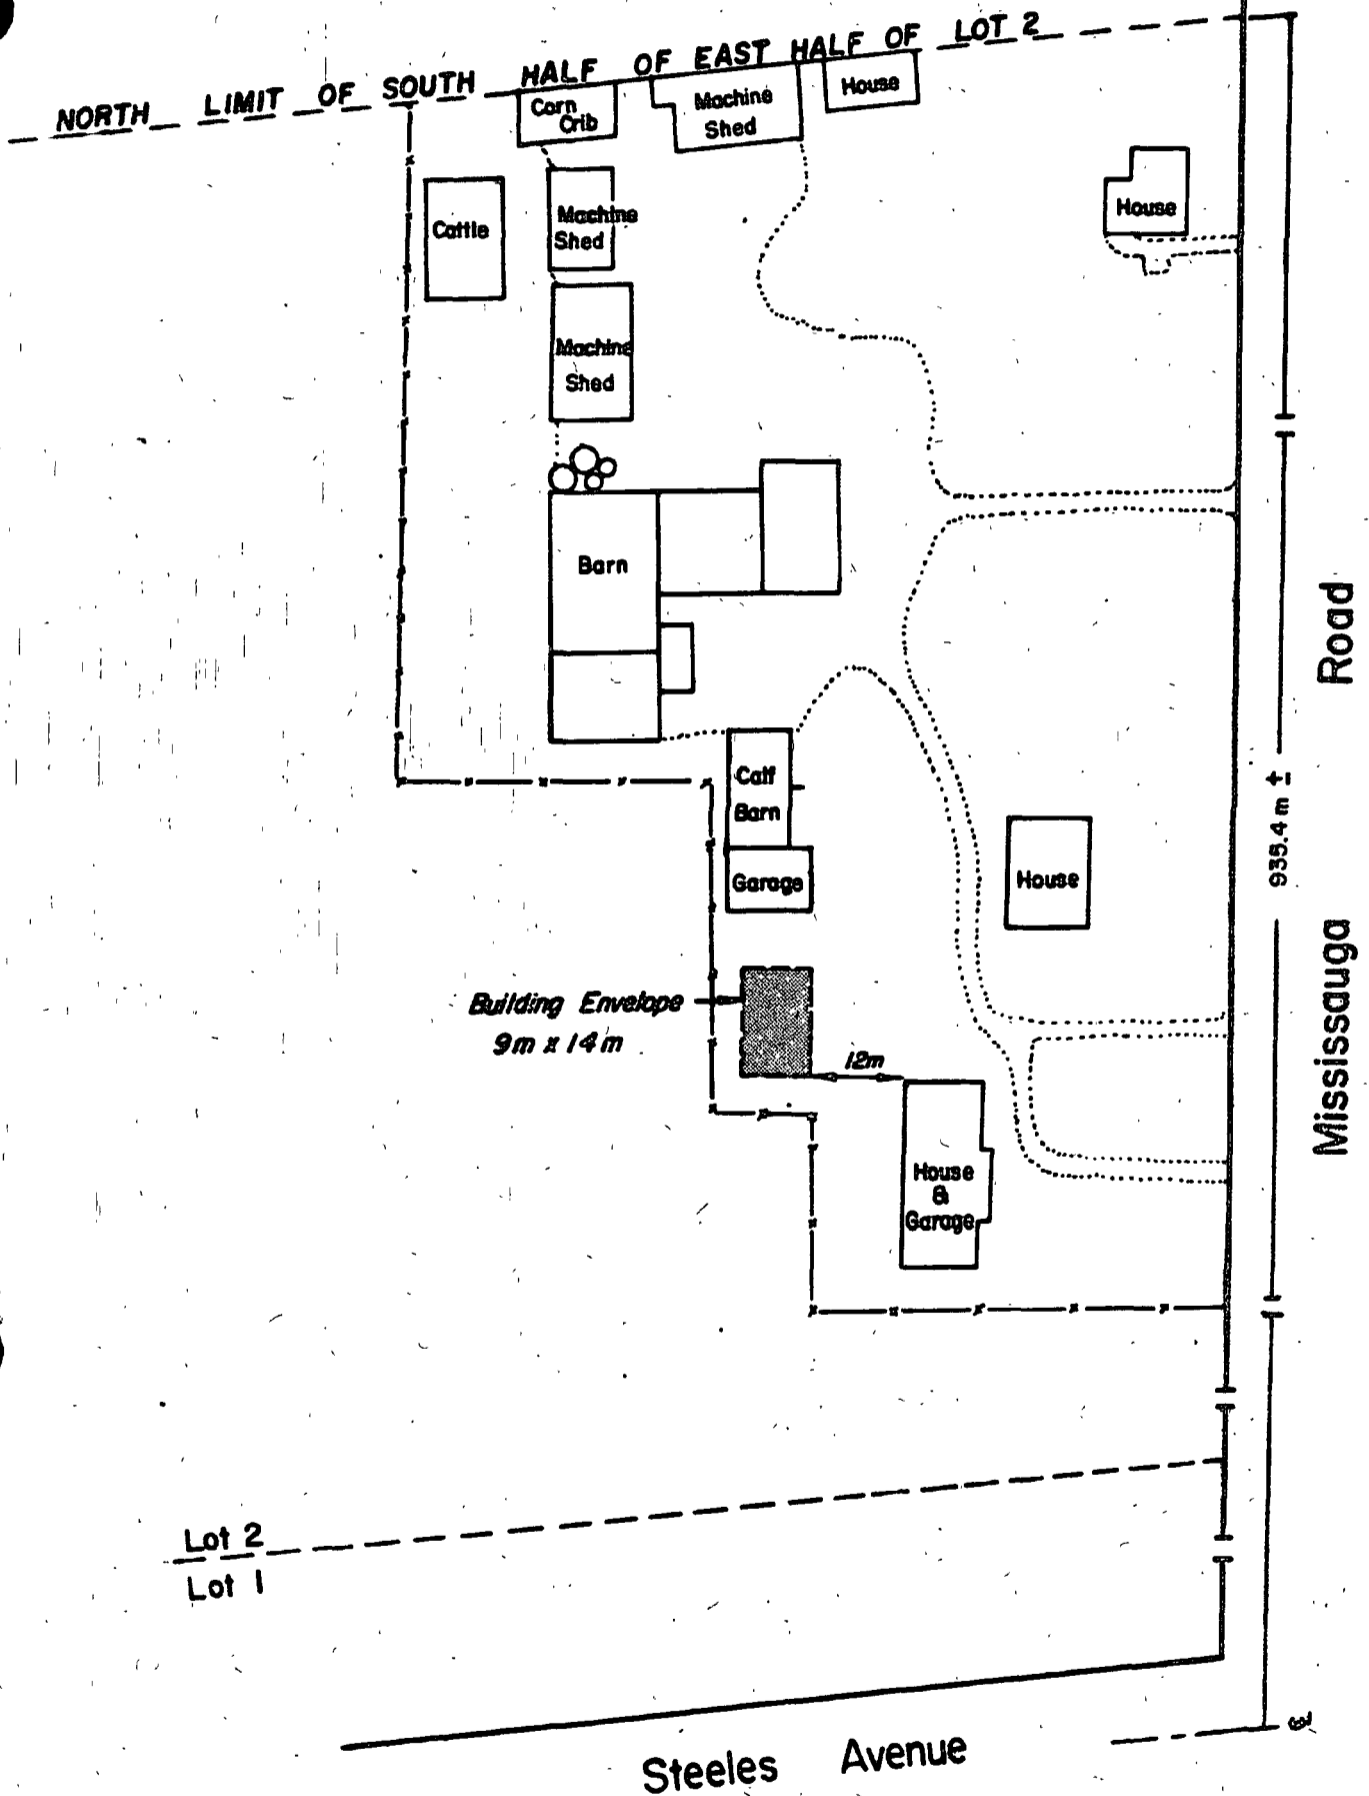 NORTH LIMIT OF SOUTH HALF OF EAST HALF OF LOT 2
Corn
Crib
Machine
Shed
House
Cattle
Machine
Shed
House
Machine
Shed
Barn
Road
Calf
Barn
935.4 m ±
House
Garage
Mississauga
Building Envelope
9m x 14m
12m
House
&
Garage
Lot 2
Lot 1
Steeles Avenue